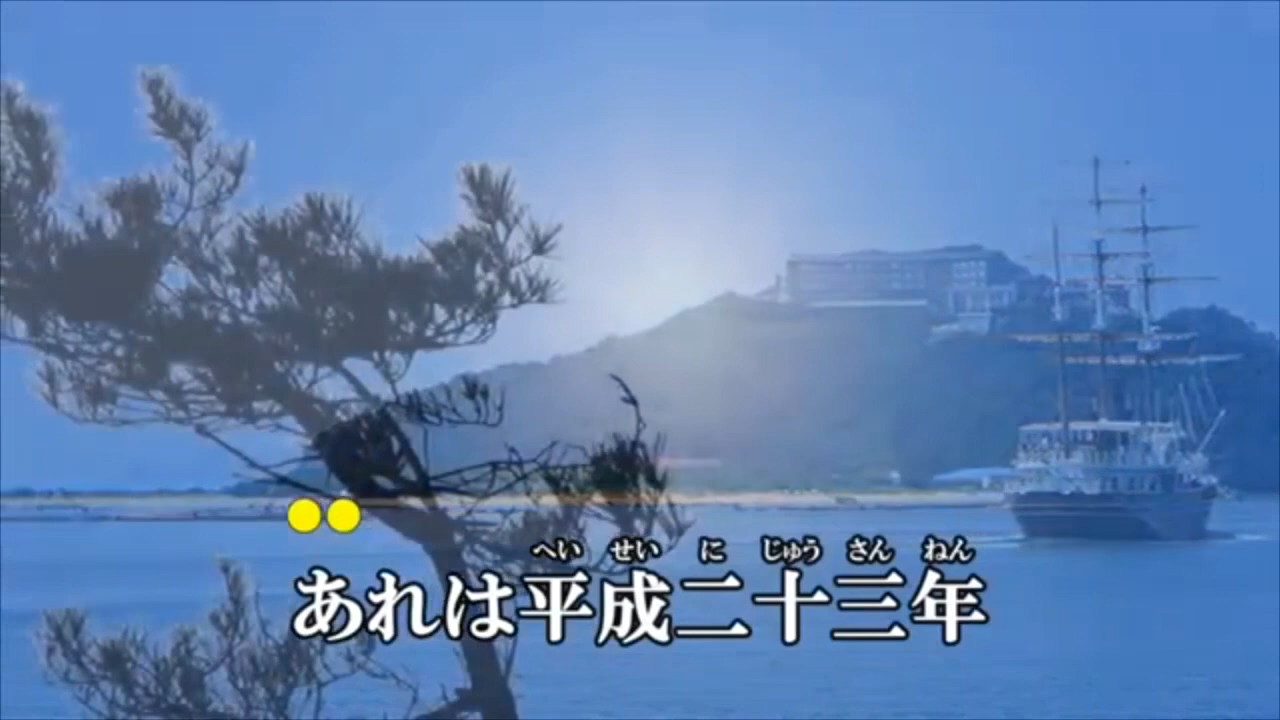 へい せい に じゅう さん ねん
あれは平成二十三年